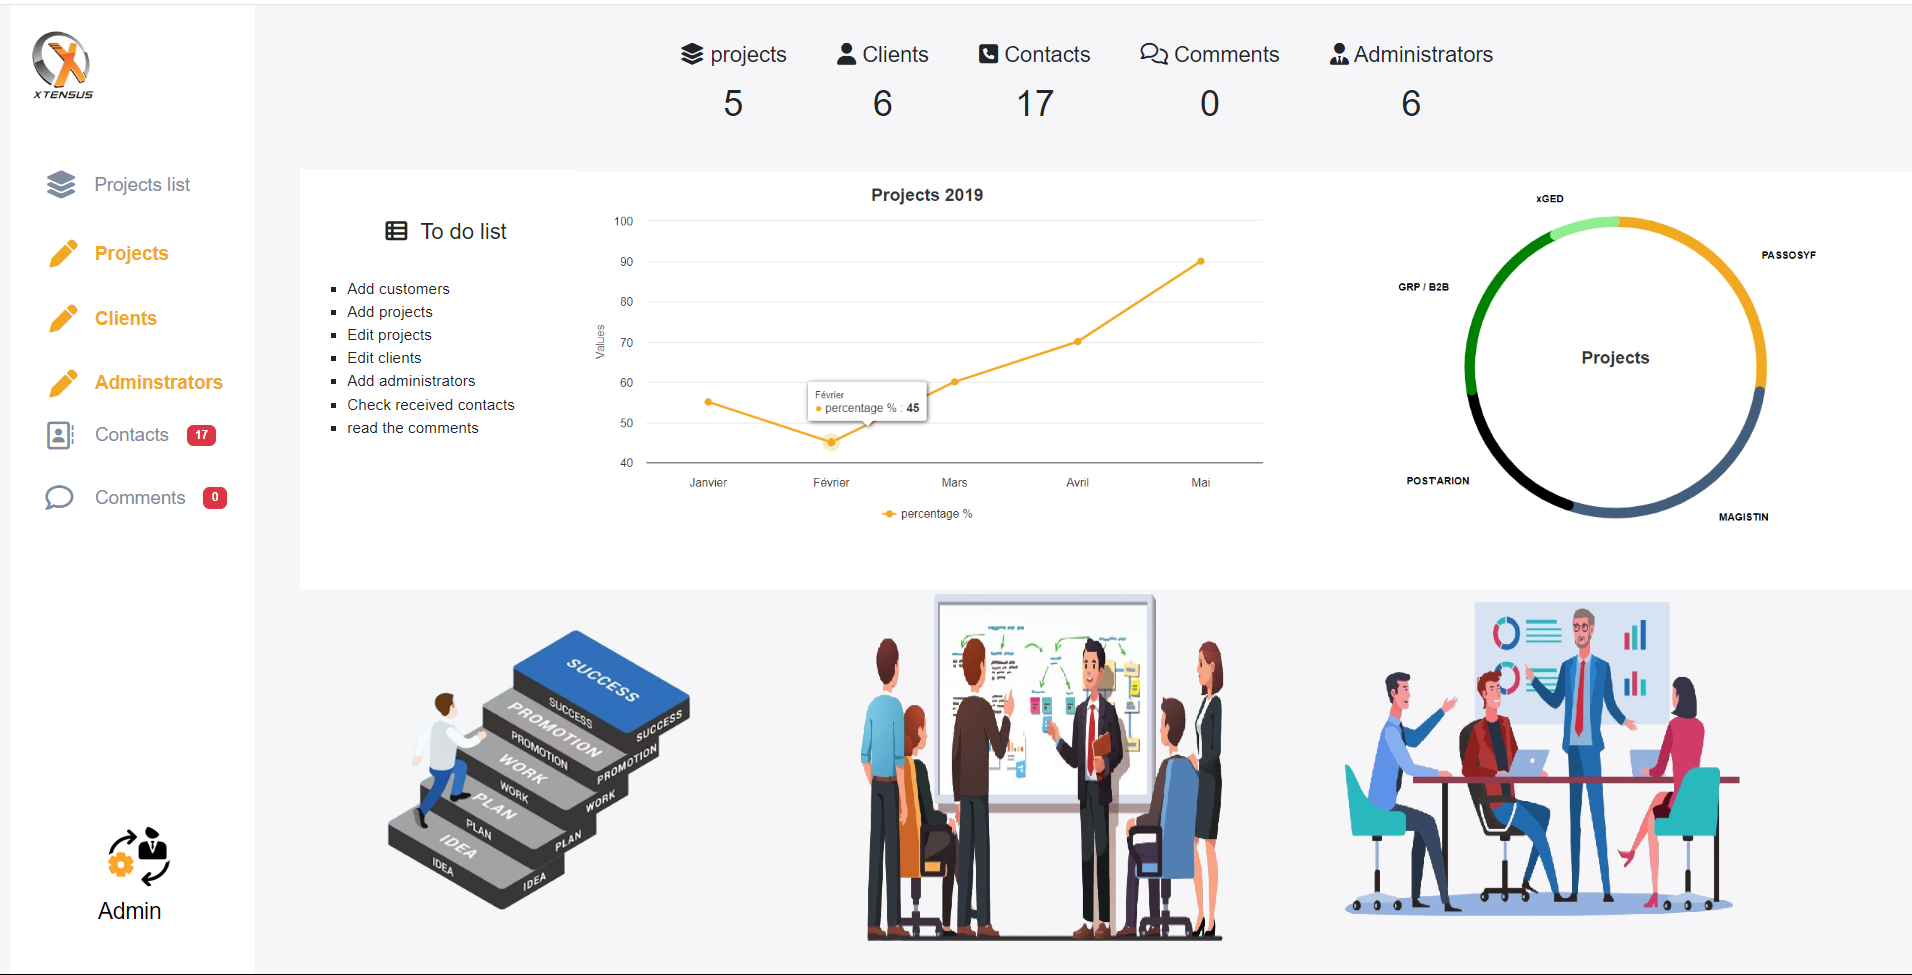 XTENSUS
projects
Clients
Contacts
Comments
Administrators
5
6
17
0
6
Projects list
Projects
Clients
Adminstrators
Contacts 17
Comments 0
Admin
To do list
Add customers
Add projects
Edit projects
Edit clients
Add administrators
Check received contacts
read the comments
Projects 2019
Values
100
90
80
70
60
50
40
Février
percentage % : 45
Janvier
Février
Mars
Avril
Mai
percentage %
xGED
PASSOSYF
GRP / B2B
Projects
POST'ARION
MAGISTIN
SUCCESS
SUCCESS
SUCCESS
PROMOTION
PROMOTION
PROMOTION
WORK
WORK
WORK
PLAN
PLAN
PLAN
IDEA
IDEA
IDEA